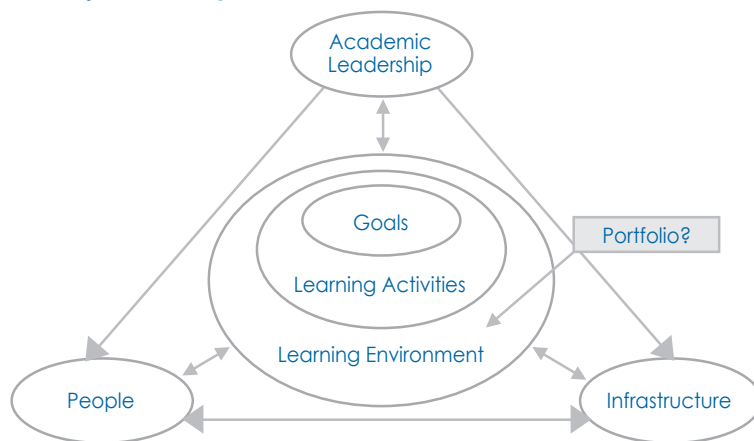 Academic
Leadership
Goals
Portfolio?
Learning Activities
Learning Environment
People
Infrastructure